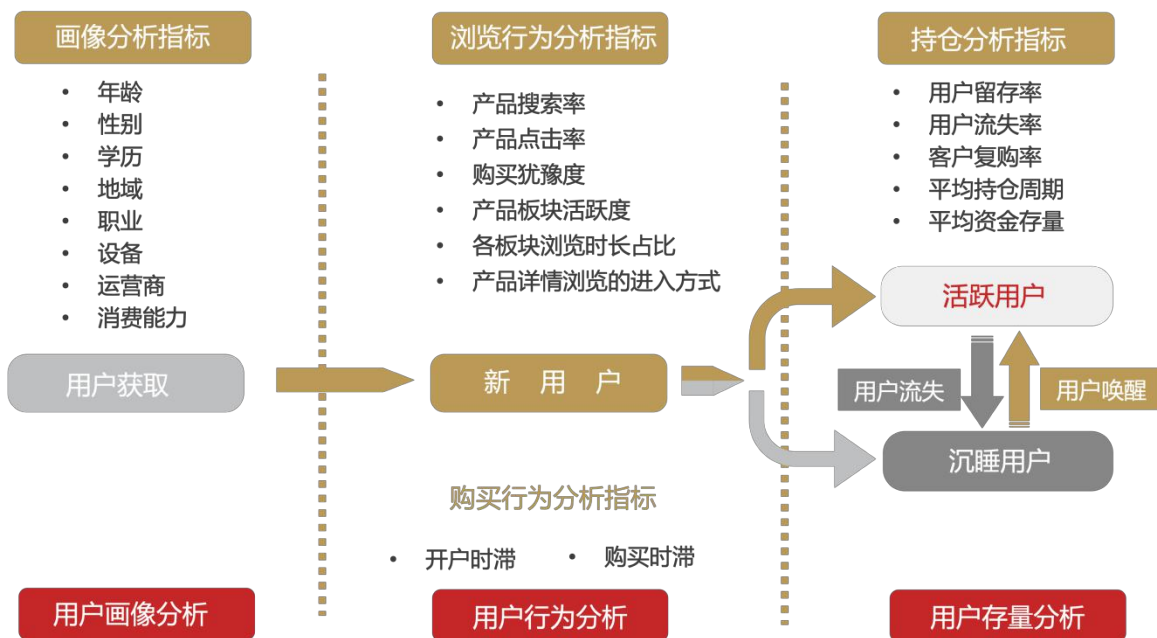 画像分析指标
• 年龄
• 性别
• 学历
• 地域
• 职业
• 设备
• 运营商
• 消费能力
用户获取
用户画像分析
浏览行为分析指标
• 产品搜索率
• 产品点击率
• 购买犹豫度
• 产品板块活跃度
• 各板块浏览时长占比
• 产品详情浏览的进入方式
新 用 户
购买行为分析指标
• 开户时滞 • 购买时滞
用户行为分析
持仓分析指标
• 用户留存率
• 用户流失率
• 客户复购率
• 平均持仓周期
• 平均资金存量
活跃用户
用户流失
用户唤醒
沉睡用户
用户存量分析